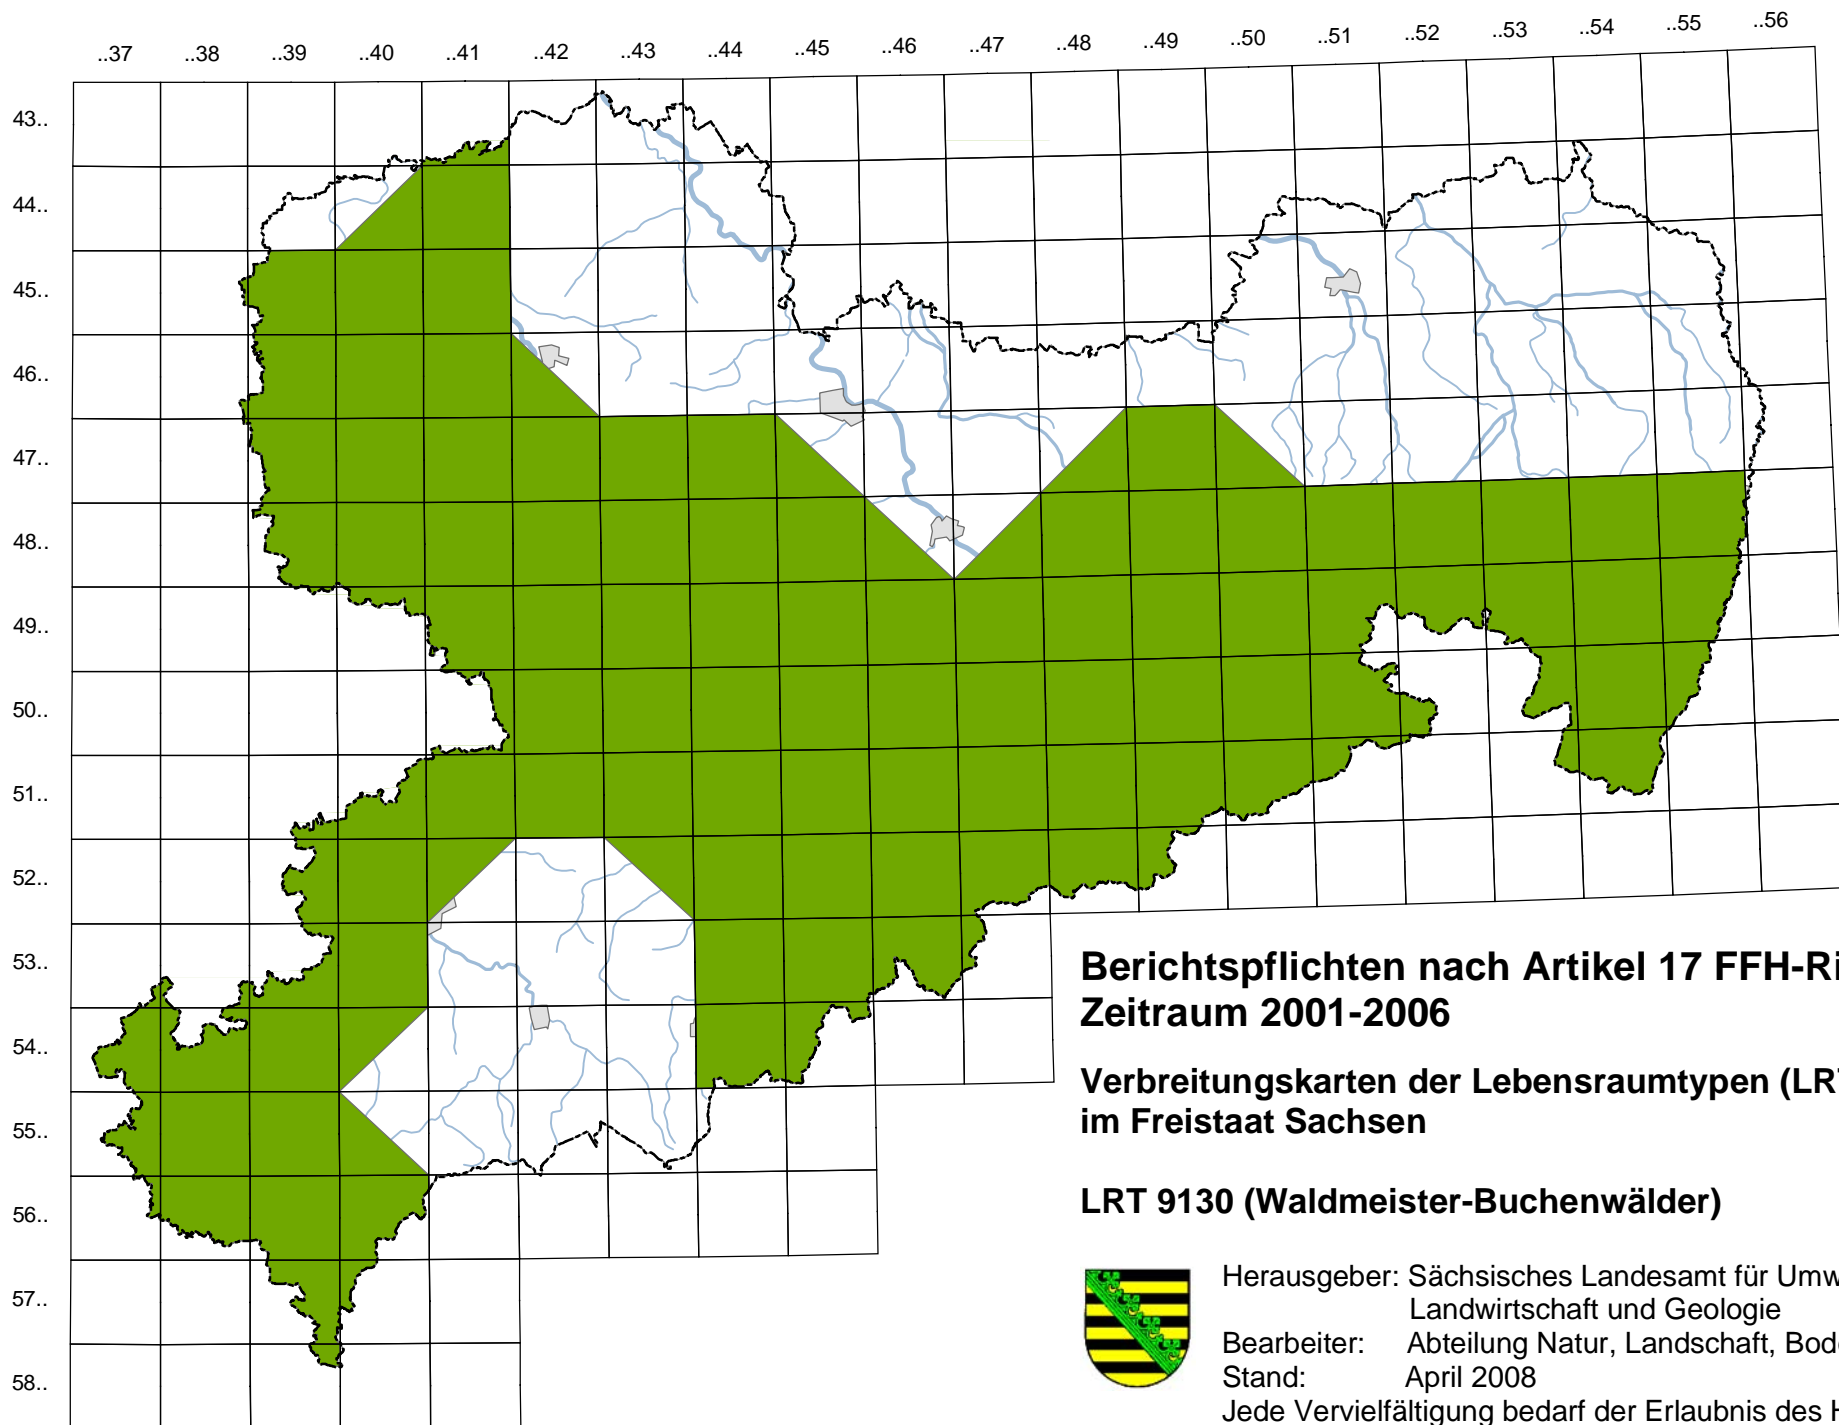 ..37 ..38 ..39 ..40 ..41 ..42 ..43 ..44 ..45 ..46 ..47 ..48 ..49 ..50 ..51 ..52 ..53 ..54 ..55 ..56
43..
44..
45..
46..
47..
48..
49..
50..
51..
52..
53..
54..
55..
56..
57..
58..
Berichtspflichten nach Artikel 17 FFH-Ri
Zeitraum 2001-2006
Verbreitungskarten der Lebensraumtypen (LRT
im Freistaat Sachsen
LRT 9130 (Waldmeister-Buchenwälder)
Herausgeber: Sächsisches Landesamt für Umw
Landwirtschaft und Geologie
Bearbeiter: Abteilung Natur, Landschaft, Bod
Stand: April 2008
Jede Vervielfältigung bedarf der Erlaubnis des H